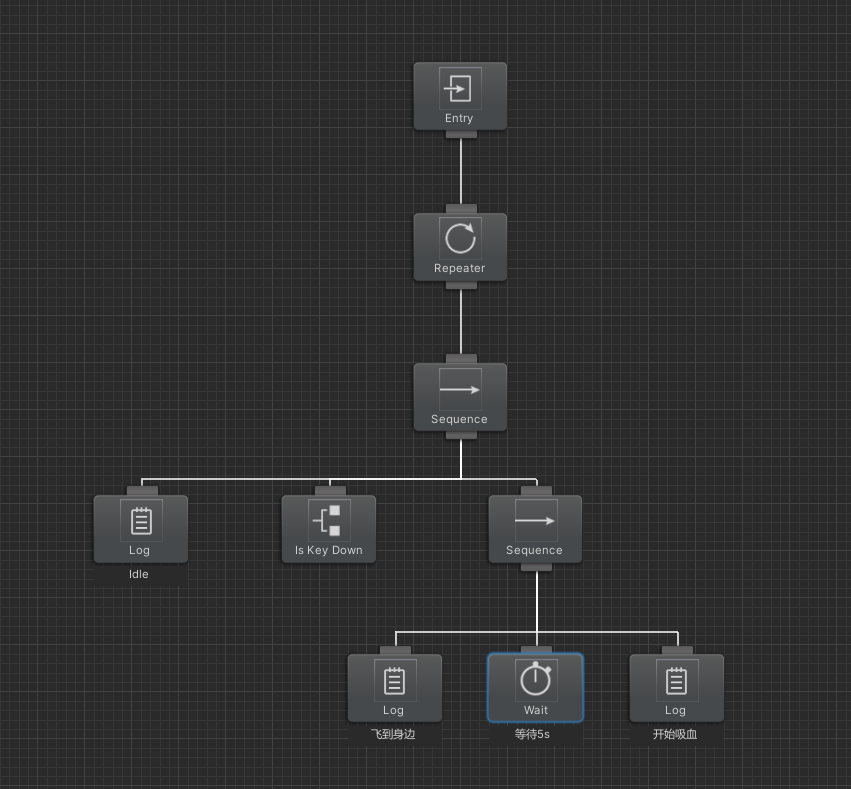 Entry
Repeater
Sequence
Log
Is Key Down
Sequence
Idle
Log
Wait
Log
飞到身边
等待5s
开始吸血